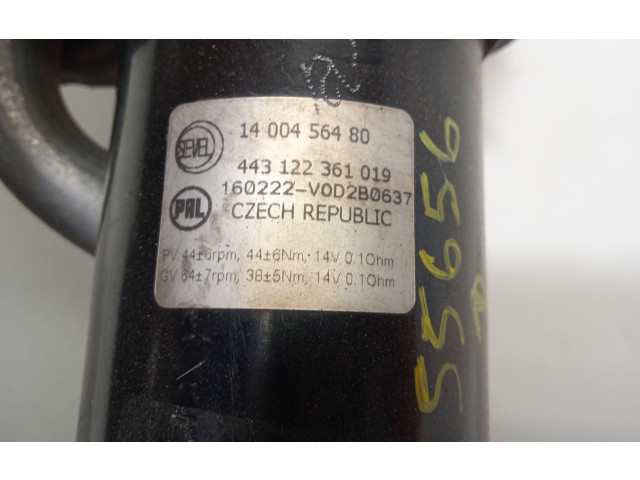 SEVEL 14 004 564 80
443 122 361 019
160222-V0D2B0637
PAL CZECH REPUBLIC
PV 44±6rpm, 44±6Nm, 14V 0.1Ohm
GV 64±7rpm, 38±5Nm, 14V 0.1Ohm
55656